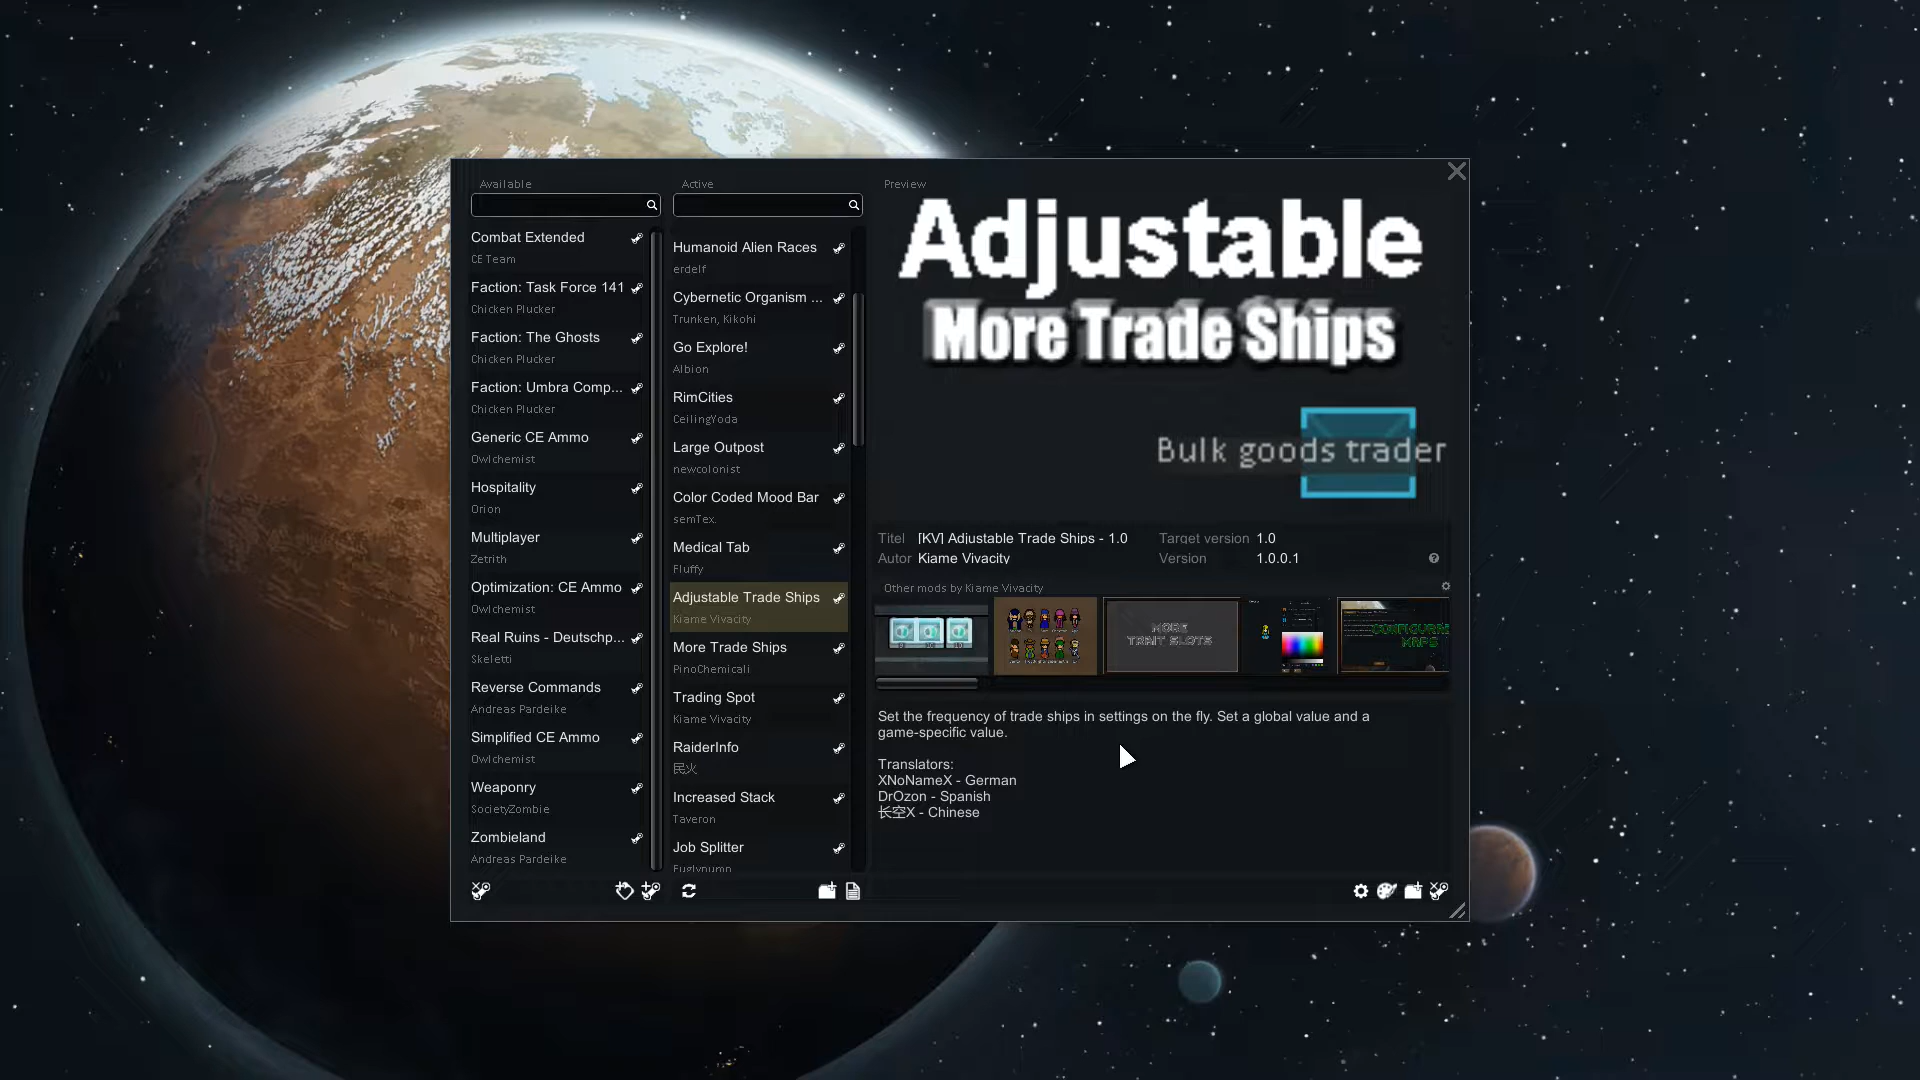 Available
Combat Extended
CE Team
Faction: Task Force 141
Chicken Plucker
Faction: The Ghosts
Chicken Plucker
Faction: Umbra Comp...
Chicken Plucker
Generic CE Ammo
Owlchemist
Hospitality
Orion
Multiplayer
Zetrith
Optimization: CE Ammo
Owlchemist
Real Ruins - Deutschp...
Skeletti
Reverse Commands
Andreas Pardeike
Simplified CE Ammo
Owlchemist
Weaponry
SocietyZombie
Zombieland
Andreas Pardeike
Active
Humanoid Alien Races
erdelf
Cybernetic Organism ...
Trunken, Kikohi
Go Explore!
Albion
RimCities
CeilingYoda
Large Outpost
newcolonist
Color Coded Mood Bar
semTex.
Medical Tab
Fluffy
Adjustable Trade Ships
Kiame Vivacity
More Trade Ships
PinoChemicali
Trading Spot
Kiame Vivacity
RaiderInfo
民火
Increased Stack
Taveron
Job Splitter
Fuglypump
Preview
Adjustable
More Trade Ships
Bulk goods trader
Titel [KV] Adjustable Trade Ships - 1.0 Target version 1.0
Autor Kiame Vivacity Version 1.0.0.1
Other mods by Kiame Vivacity
MORE
TRAIT SLOTS
MAPS
Set the frequency of trade ships in settings on the fly. Set a global value and a
game-specific value.
Translators:
XNoNameX - German
DrOzon - Spanish
长空X - Chinese